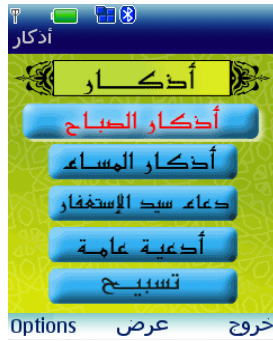 أذكار
أذكار
أذكار الصباح
أذكار المساء
دعاء سيد الإستغفار
أدعية عامة
تسبيح
Options عرض خروج